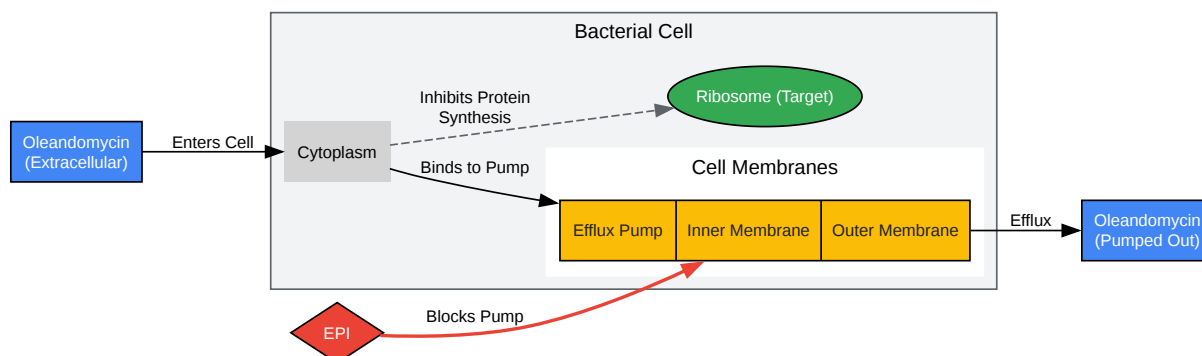 Bacterial Cell
Oleandomycin
(Extracellular)
Enters Cell
Cytoplasm
Inhibits Protein
Synthesis
Ribosome (Target)
Binds to Pump
Cell Membranes
Efflux Pump
Inner Membrane
Outer Membrane
Efflux
Oleandomycin
(Pumped Out)
EPI
Blocks Pump